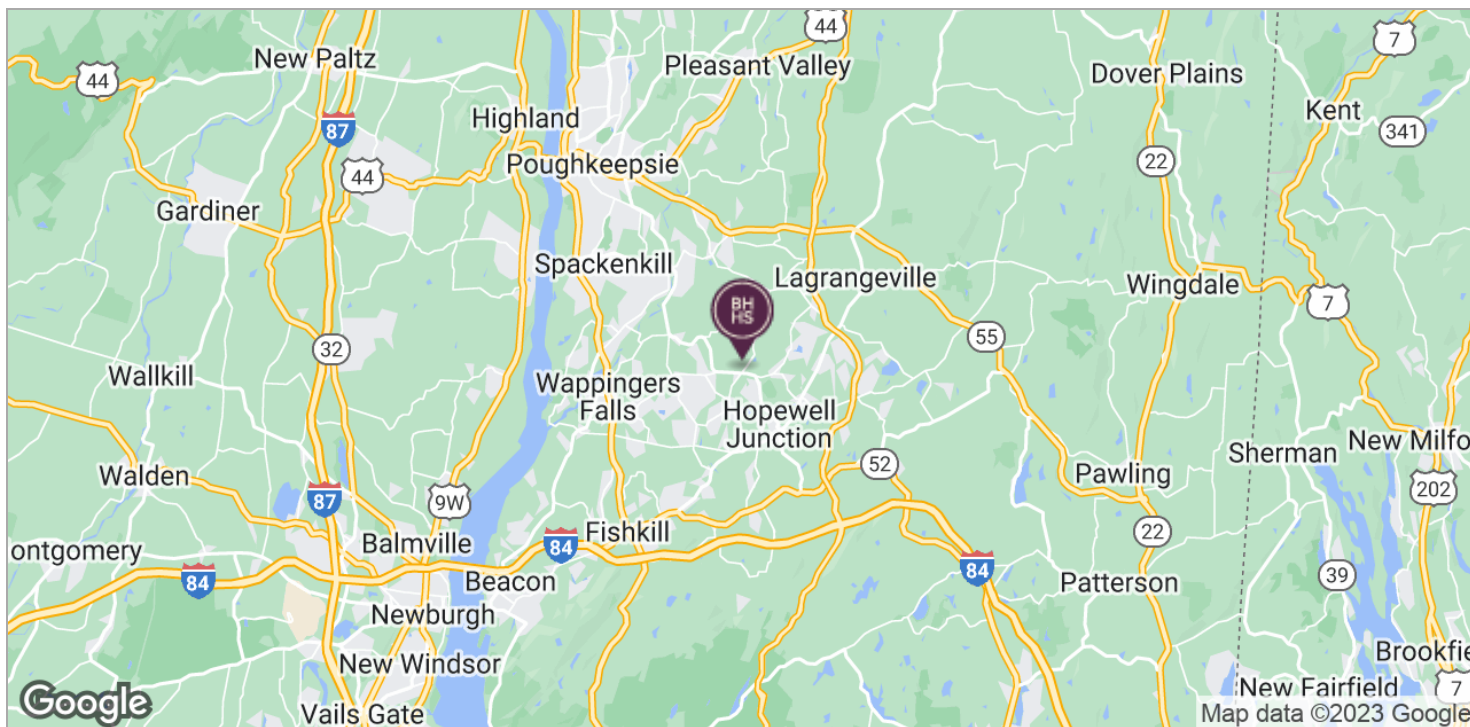 44
7
New Paltz
Pleasant Valley
Dover Plains
44
Kent
Highland
87
341
Poughkeepsie
22
44
Gardiner
Spackenkill
Lagrangeville
Wingdale
BH
HS
7
55
32
Wallkill
Wappingers
Falls
Hopewell
Junction
New Milfo
Sherman
52
Walden
Pawling
202
87
9W
Fishkill
22
ontgomery
Balmville
84
84
84
Beacon
Patterson
39
Newburgh
New Windsor
Brookfie
New Fairfield
7
Google
Vails Gate
Map data ©2023 Google